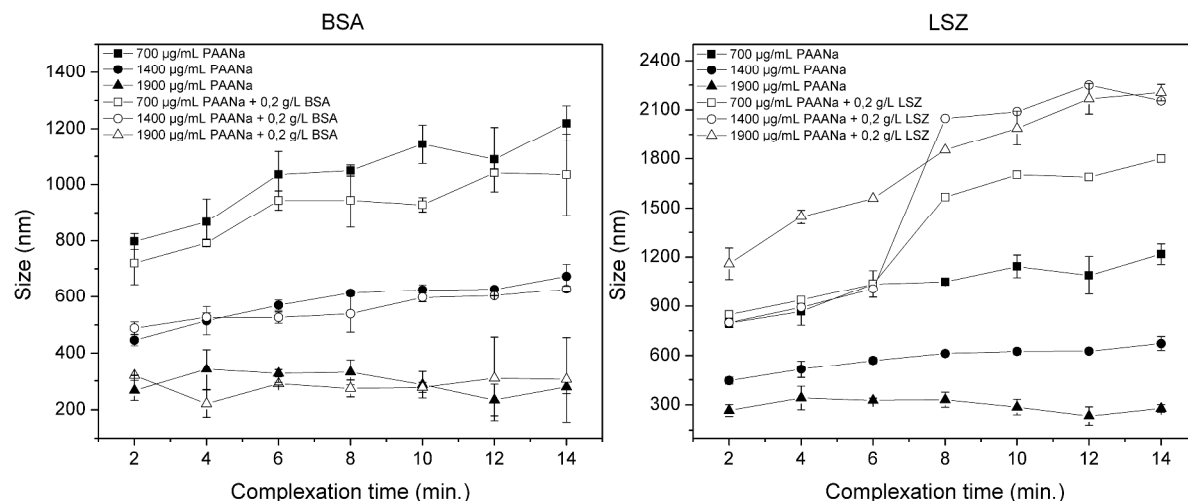 BSA
700 µg/mL PAANa
1400 µg/mL PAANa
1900 µg/mL PAANa
700 µg/mL PAANa + 0,2 g/L BSA
1400 µg/mL PAANa + 0,2 g/L BSA
1900 µg/mL PAANa + 0,2 g/L BSA
1400
1200
1000
800
600
400
200
Size (nm)
2 4 6 8 10 12 14
Complexation time (min.)
LSZ
700 µg/mL PAANa
1400 µg/mL PAANa
1900 µg/mL PAANa
700 µg/mL PAANa + 0,2 g/L LSZ
1400 µg/mL PAANa + 0,2 g/L LSZ
1900 µg/mL PAANa + 0,2 g/L LSZ
2400
2100
1800
1500
1200
900
600
300
Size (nm)
2 4 6 8 10 12 14
Complexation time (min.)